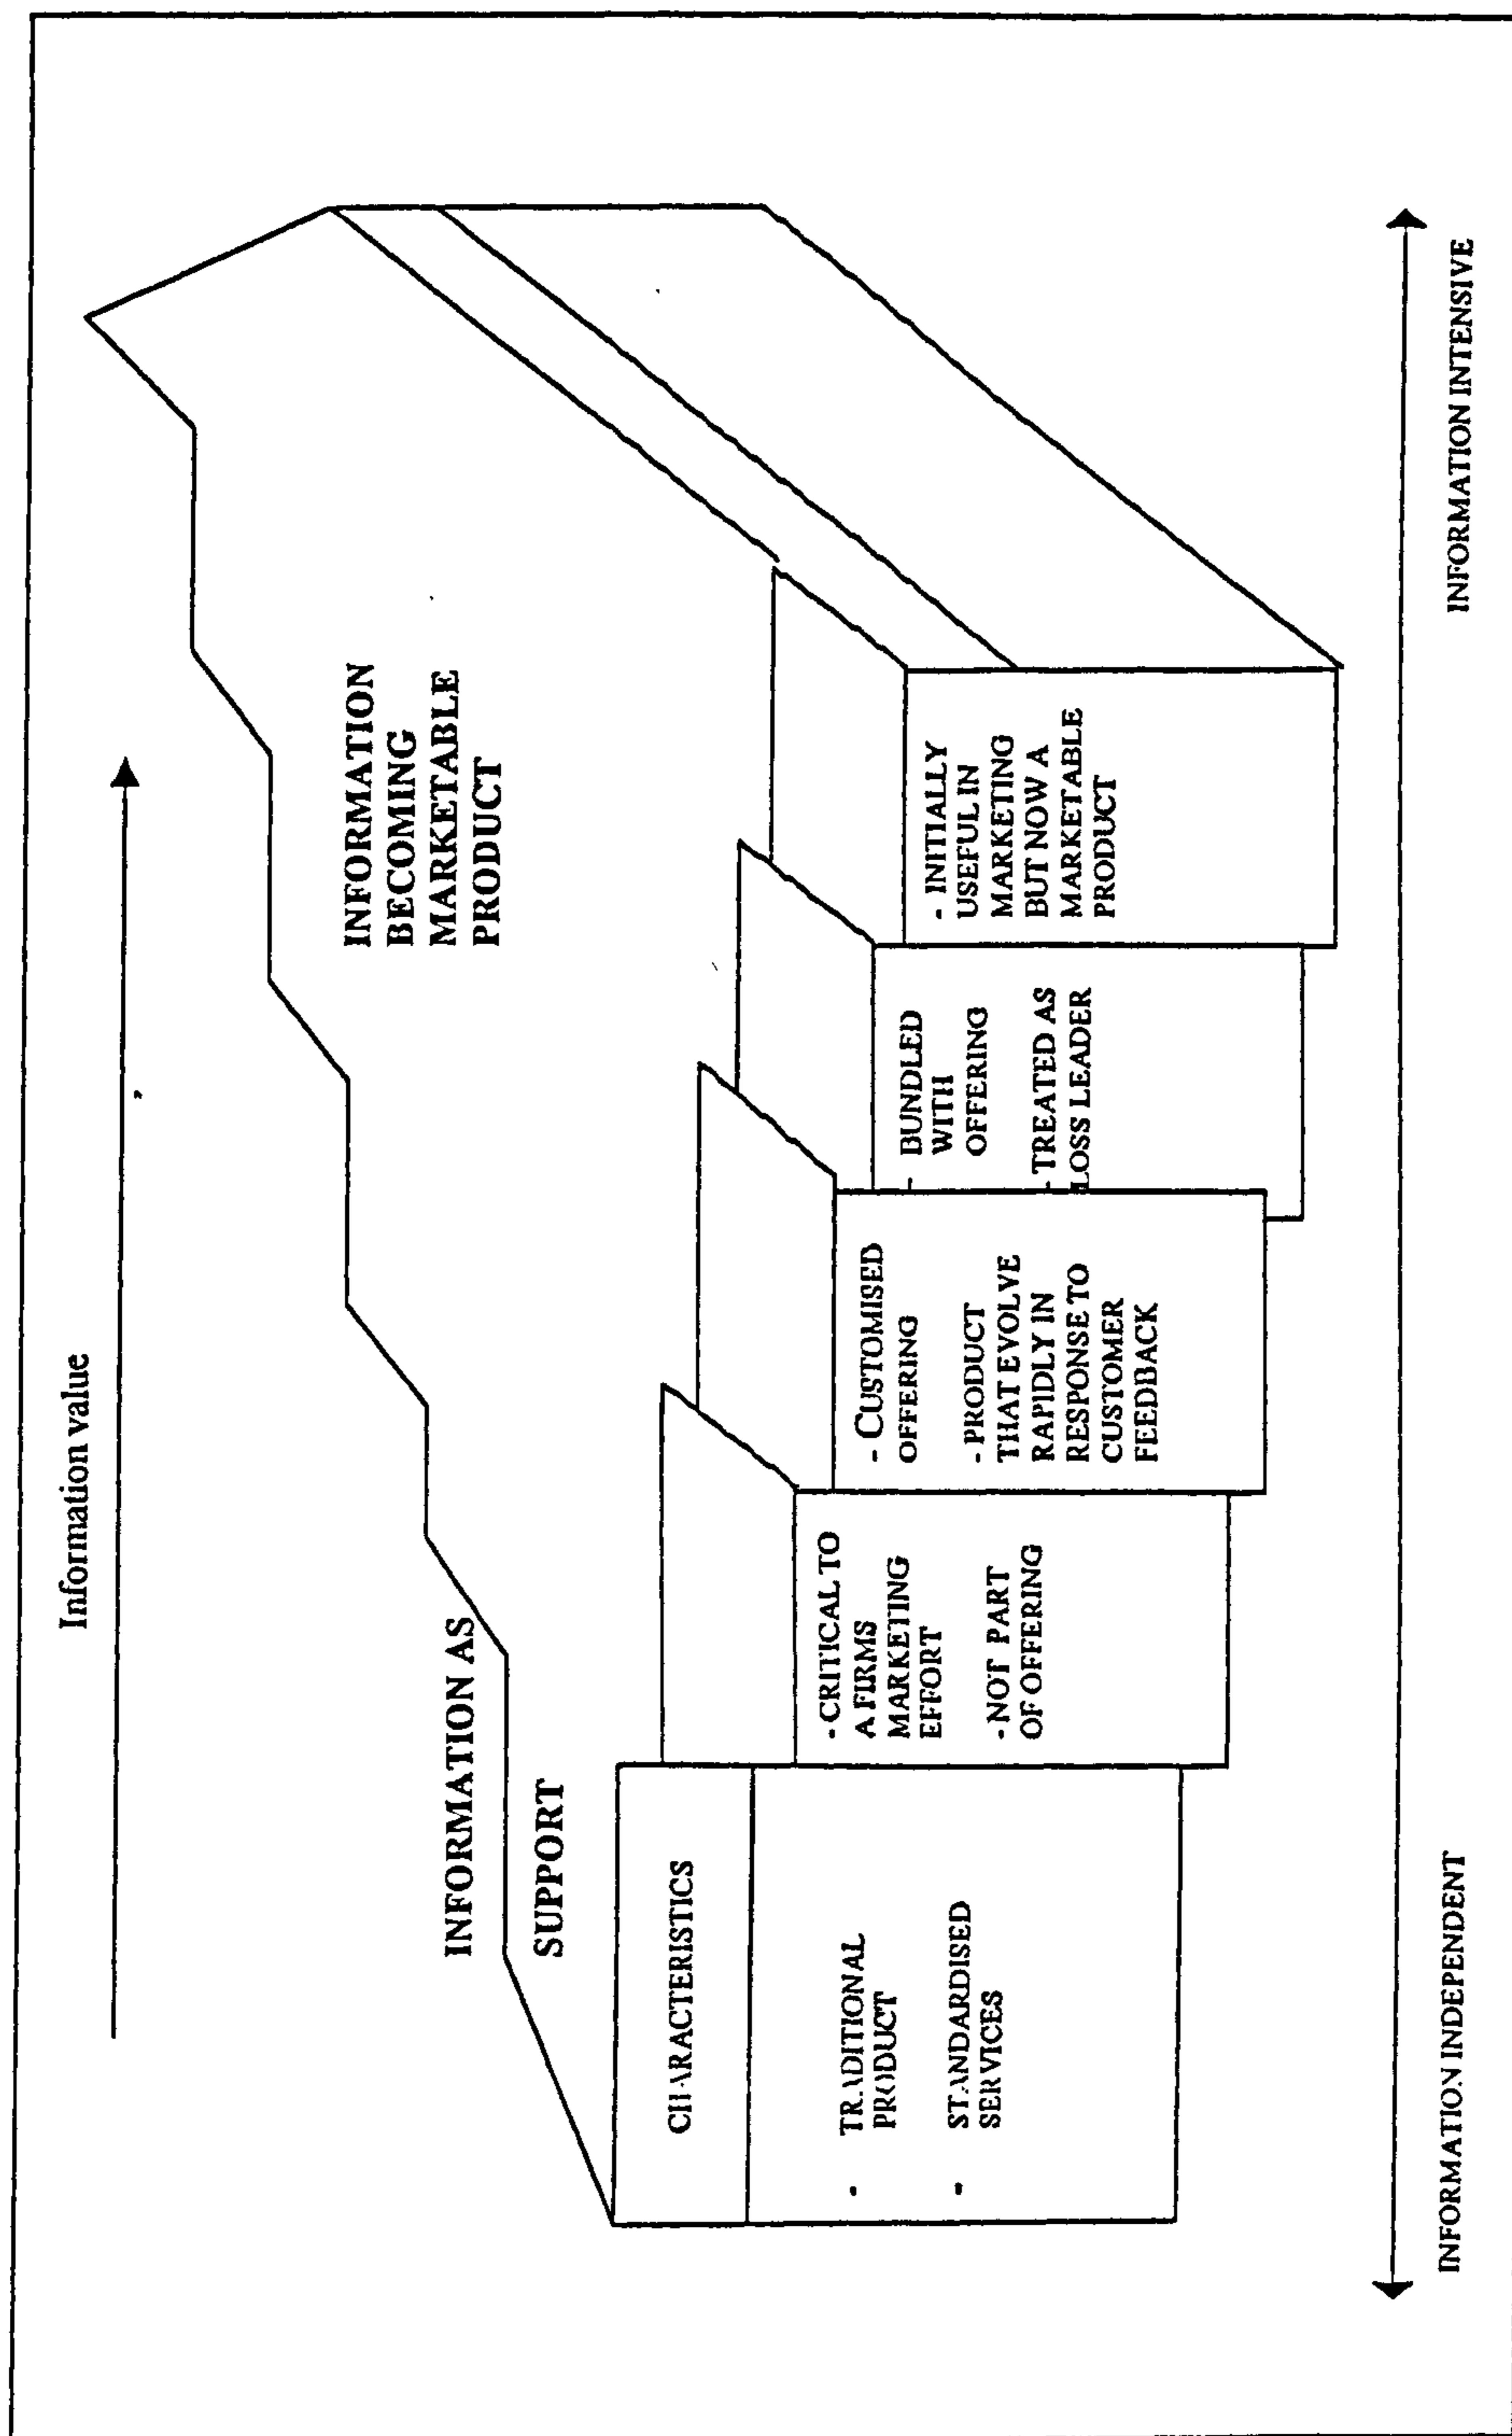 Information value
INFORMATION AS
SUPPORT
INFORMATION
BECOMING
MARKETABLE
PRODUCT
CHARACTERISTICS
- TRADITIONAL
PRODUCT
- STANDARDISED
SERVICES
- CRITICAL TO
A FIRMS
MARKETING
EFFORT
- NOT PART
OF OFFERING
- CUSTOMISED
OFFERING
- PRODUCT
THAT EVOLVE
RAPIDLY IN
RESPONSE TO
CUSTOMER
FEEDBACK
- BUNDLED
WITH
OFFERING
- TREATED AS
LOSS LEADER
- INITIALLY
USEFUL IN
MARKETING
BUT NOW A
MARKETABLE
PRODUCT
INFORMATION INDEPENDENT
INFORMATION INTENSIVE